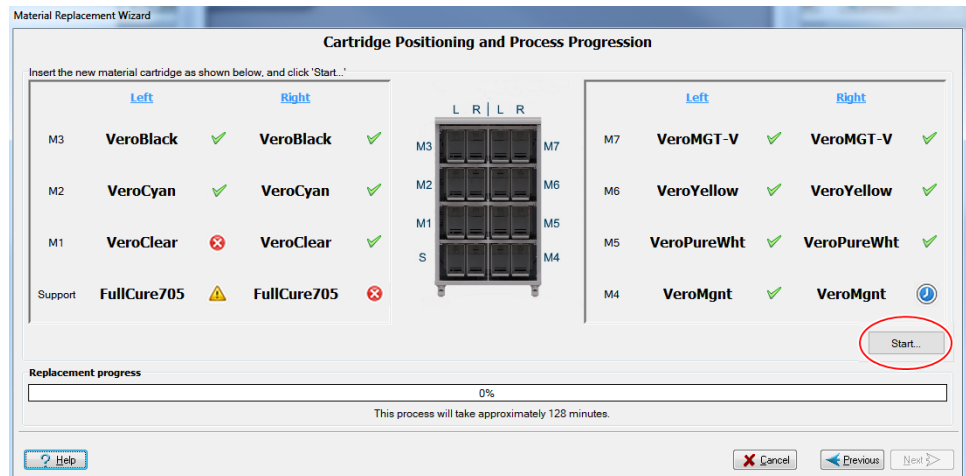 Material Replacement Wizard
Cartridge Positioning and Process Progression
Insert the new material cartridge as shown below, and click 'Start...'
Left Right
M3 VeroBlack VeroBlack
M2 VeroCyan VeroCyan
M1 VeroClear VeroClear
Support FullCure705 FullCure705
L R L R
M3 M7
M2 M6
M1 M5
S M4
Left Right
M7 VeroMGT-V VeroMGT-V
M6 VeroYellow VeroYellow
M5 VeroPureWht VeroPureWht
M4 VeroMgnt VeroMgnt
Start...
Replacement progress
0%
This process will take approximately 128 minutes.
? Help Cancel Previous Next